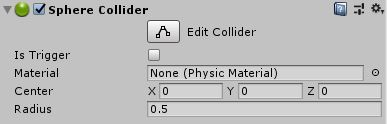 Sphere Collider
Edit Collider
Is Trigger
Material None (Physic Material)
Center X 0 Y 0 Z 0
Radius 0.5